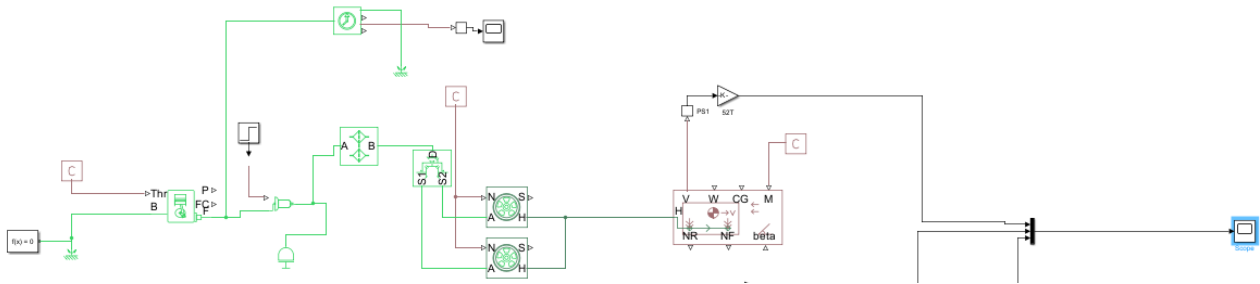 C
PS1
-K-
S2T
C
C
A
B
D
S1
S2
C
Thr
B
P
FC
F
N
S
A
H
N
S
A
H
V
W
CG
M
H
→v
NR
NF
beta
f(x) = 0
Scope